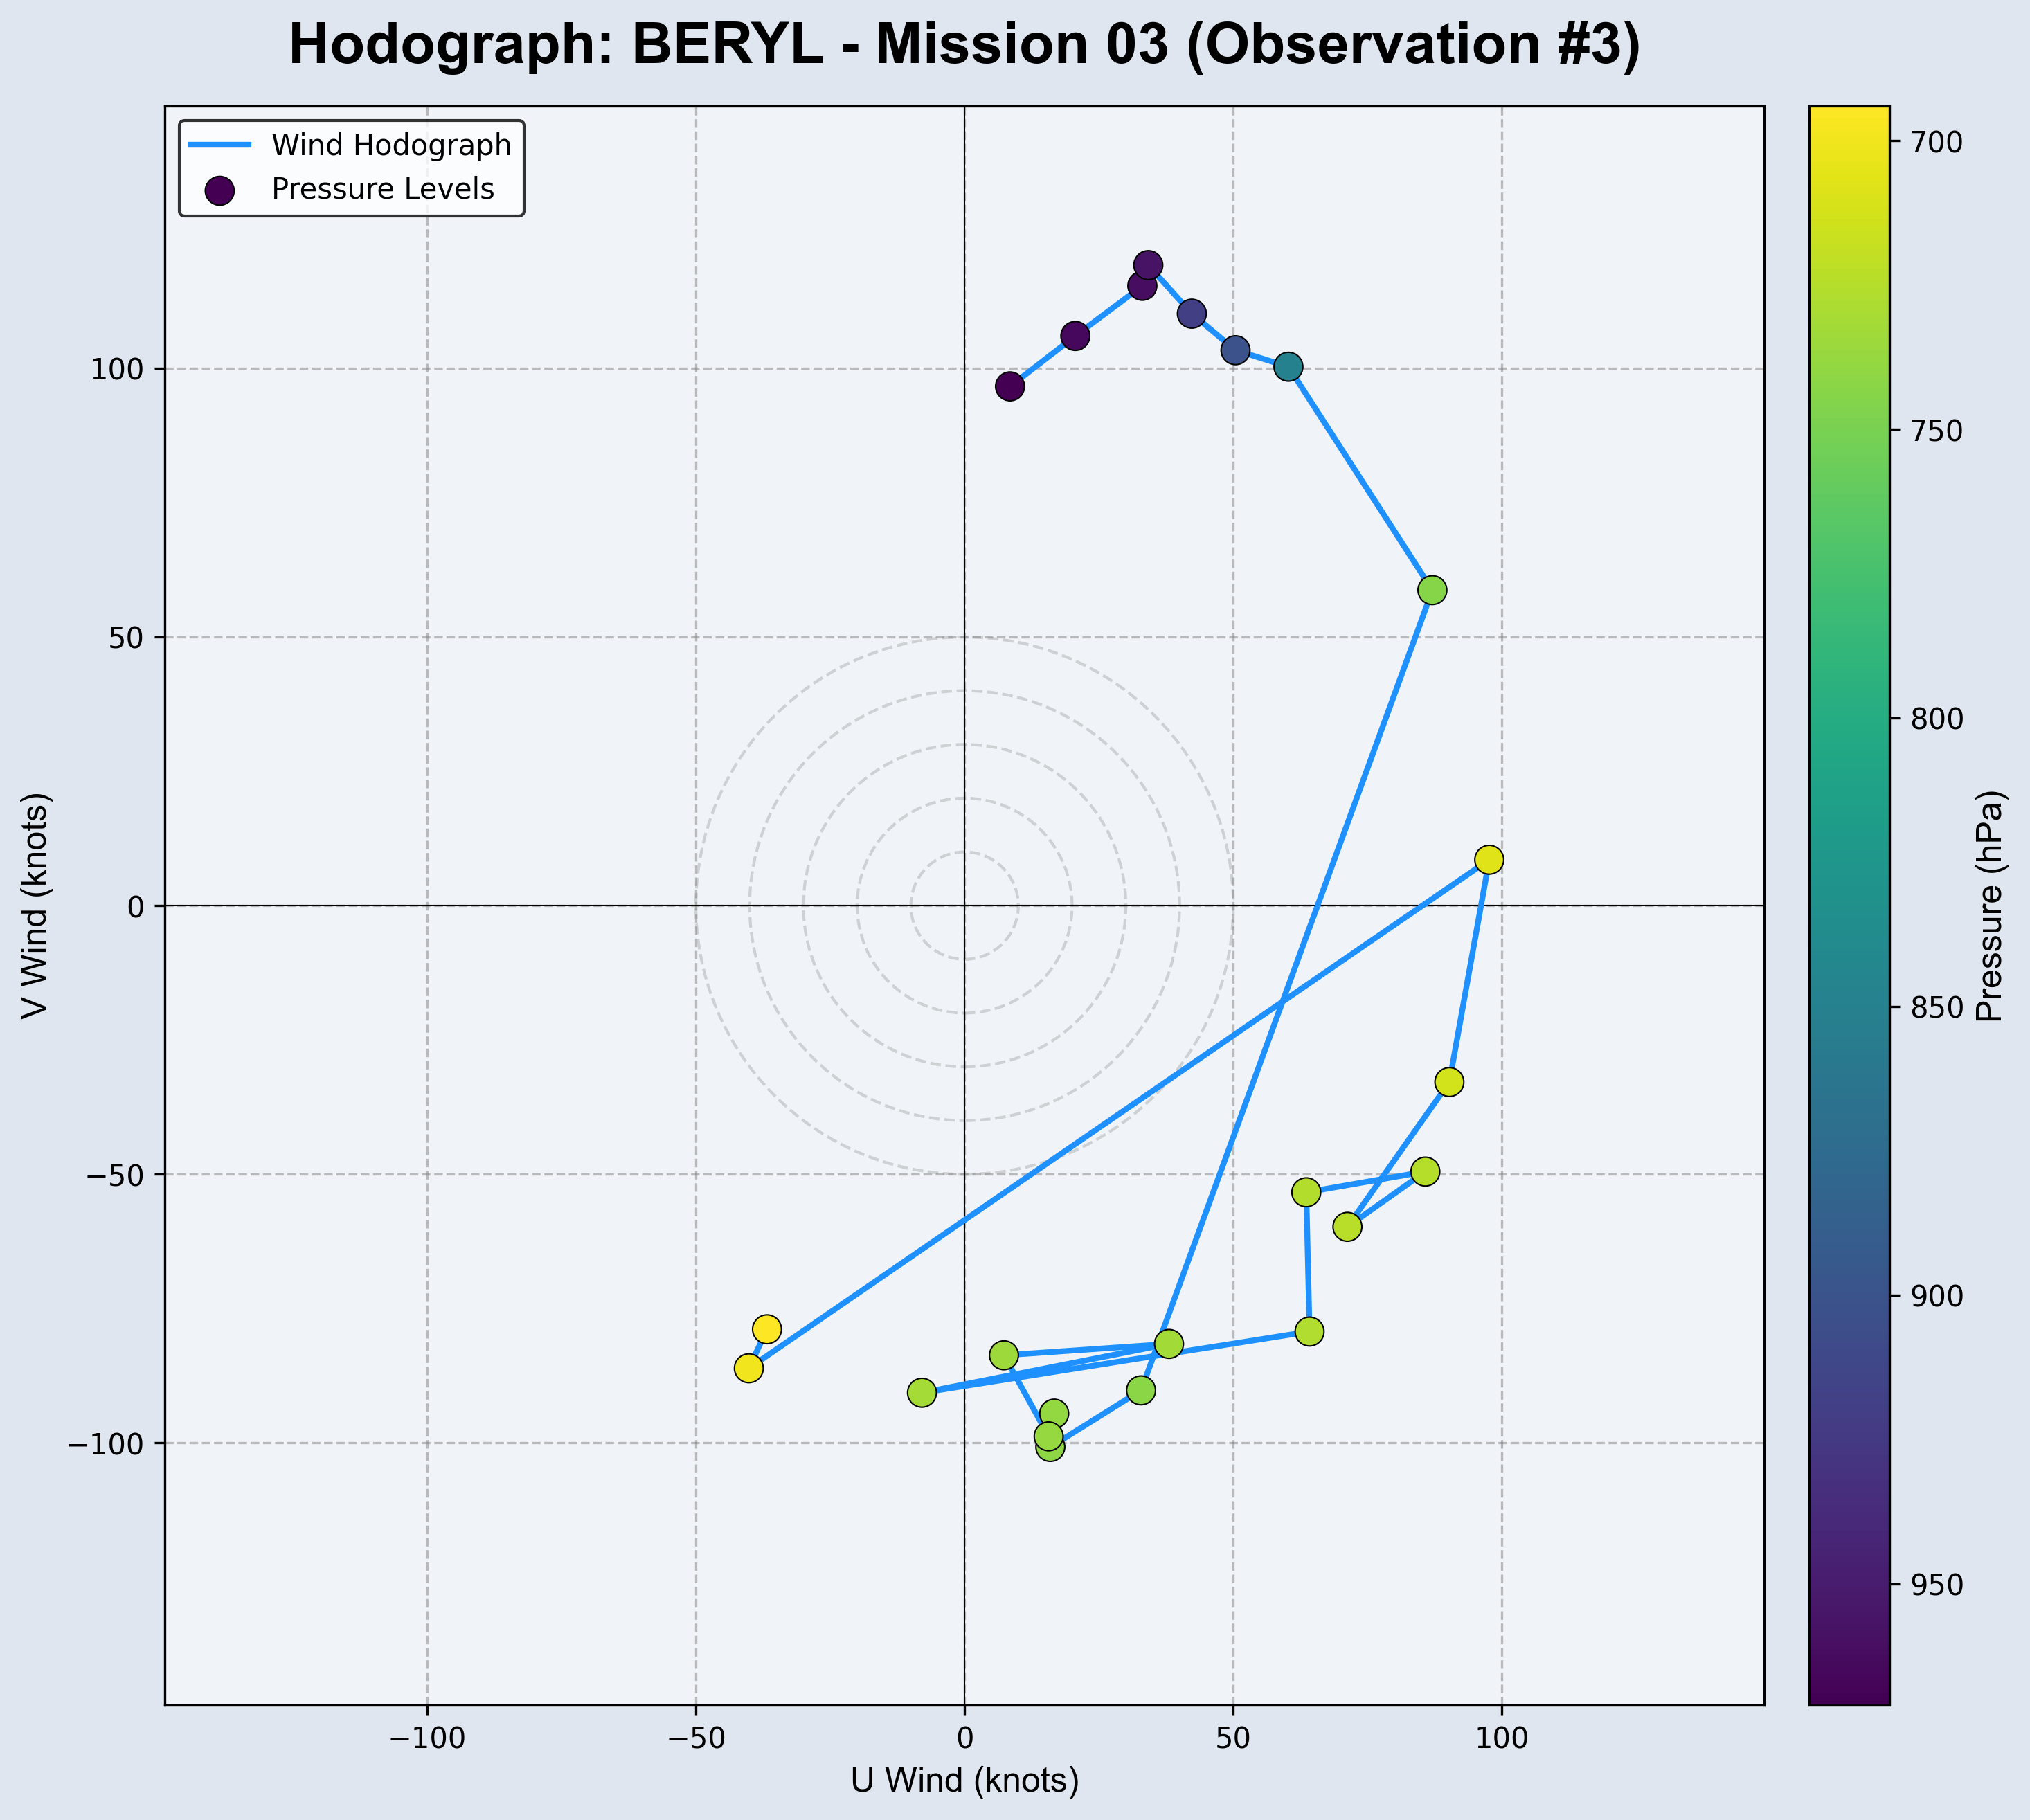 Hodograph: BERYL - Mission 03 (Observation #3)
Wind Hodograph
Pressure Levels
100
50
0
−50
−100
V Wind (knots)
−100
−50
0
50
100
U Wind (knots)
700
750
800
850
900
950
Pressure (hPa)